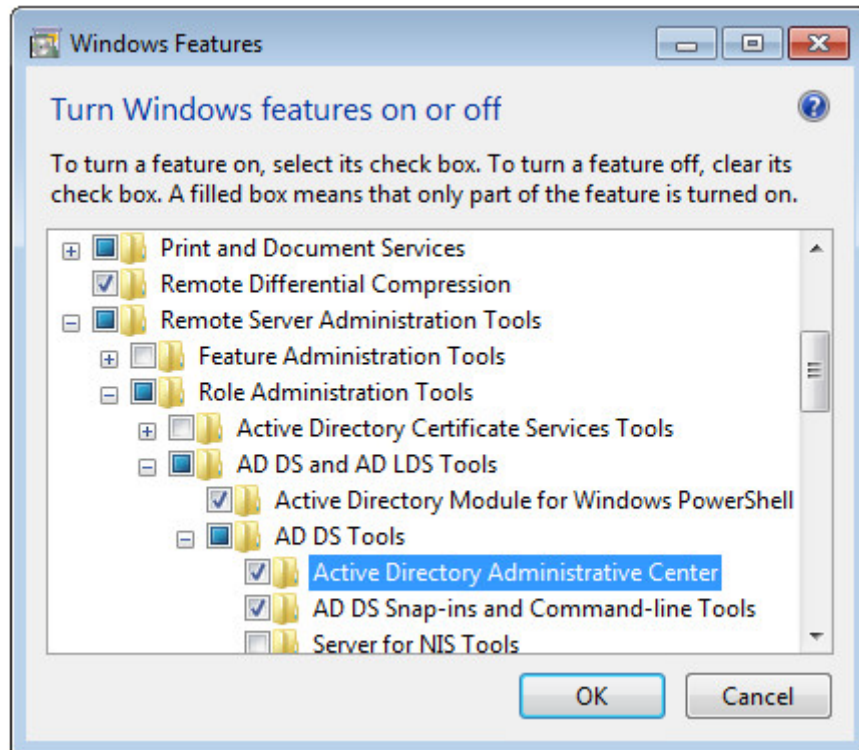 Windows Features
Turn Windows features on or off
To turn a feature on, select its check box. To turn a feature off, clear its
check box. A filled box means that only part of the feature is turned on.
Print and Document Services
Remote Differential Compression
Remote Server Administration Tools
Feature Administration Tools
Role Administration Tools
Active Directory Certificate Services Tools
AD DS and AD LDS Tools
Active Directory Module for Windows PowerShell
AD DS Tools
Active Directory Administrative Center
AD DS Snap-ins and Command-line Tools
Server for NIS Tools
OK Cancel